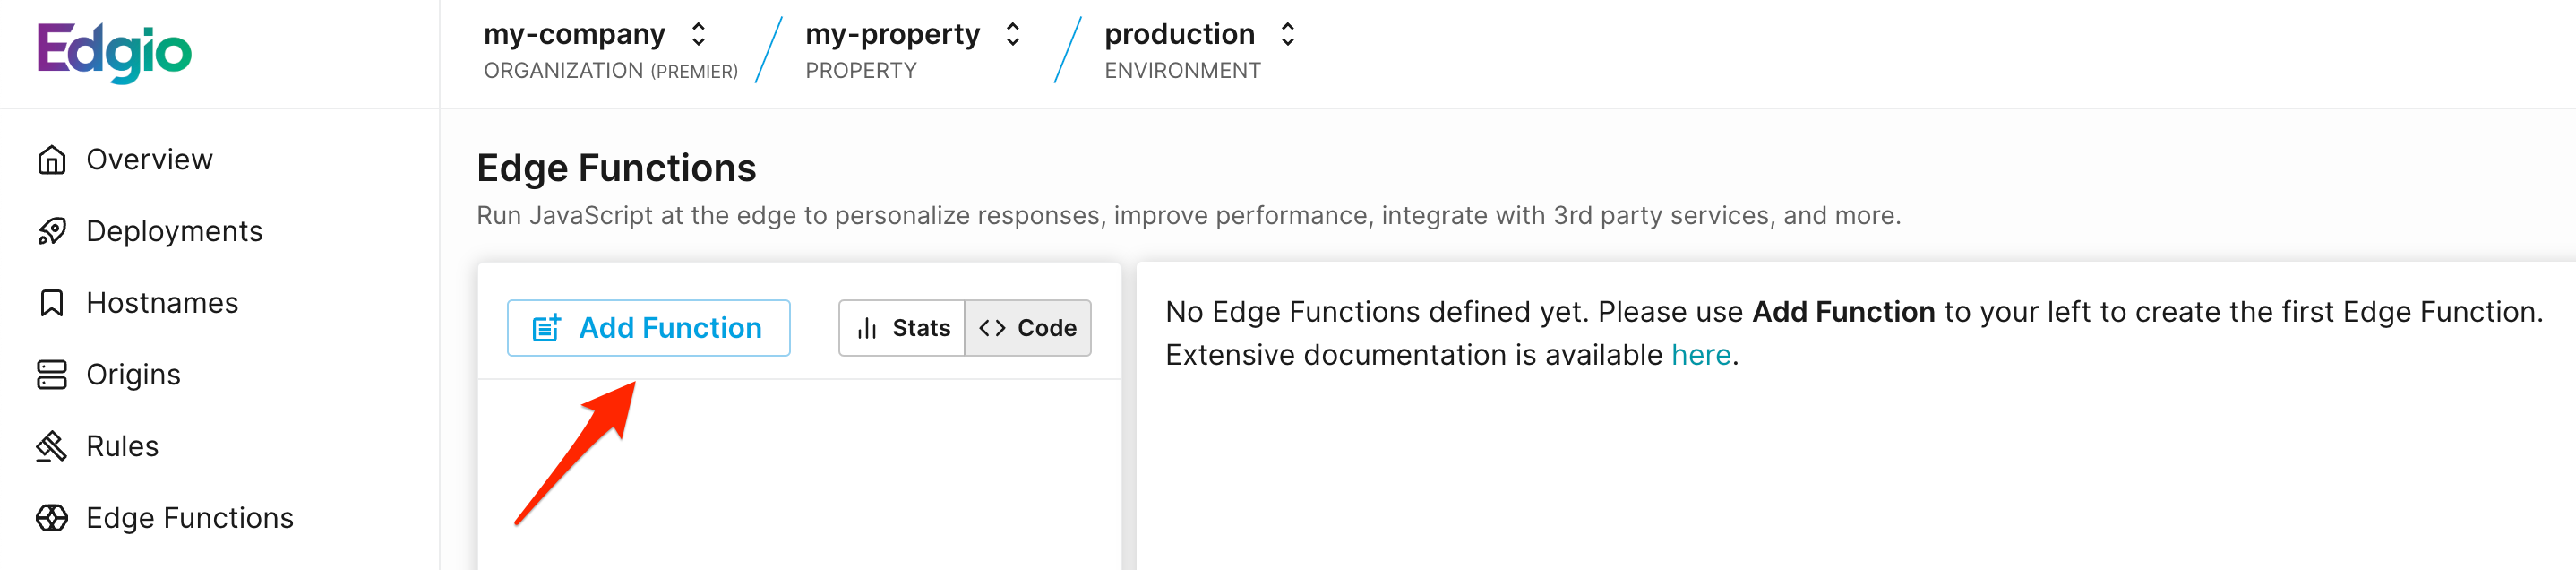 Edgio
my-company
ORGANIZATION (PREMIER)
my-property
PROPERTY
production
ENVIRONMENT
Overview
Deployments
Hostnames
Origins
Rules
Edge Functions
Edge Functions
Run JavaScript at the edge to personalize responses, improve performance, integrate with 3rd party services, and more.
Add Function
Stats
Code
No Edge Functions defined yet. Please use Add Function to your left to create the first Edge Function.
Extensive documentation is available here.